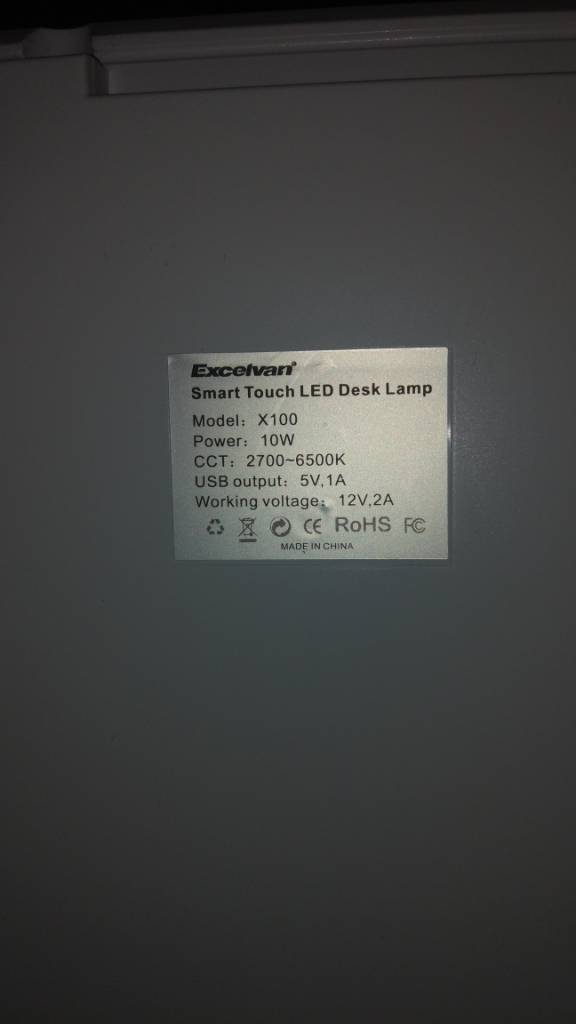 Excelvan®
Smart Touch LED Desk Lamp
Model: X100
Power: 10W
CCT: 2700~6500K
USB output: 5V,1A
Working voltage: 12V,2A
CE RoHS FC
MADE IN CHINA